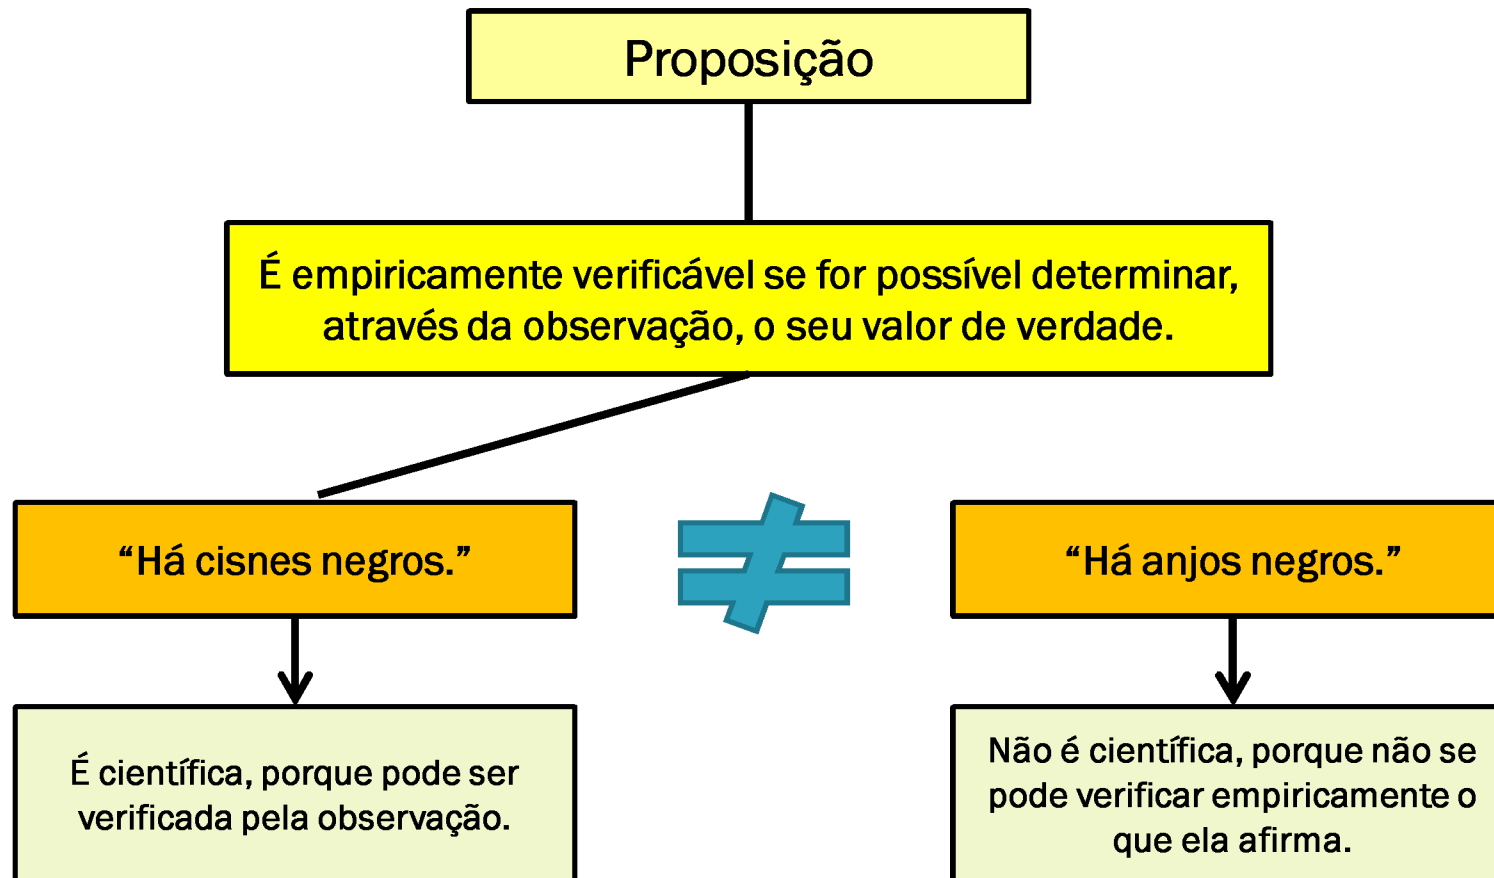 Proposição
É empiricamente verificável se for possível determinar,
através da observação, o seu valor de verdade.
“Há cisnes negros.”
“Há anjos negros.”
É científica, porque pode ser
verificada pela observação.
Não é científica, porque não se
pode verificar empiricamente o
que ela afirma.